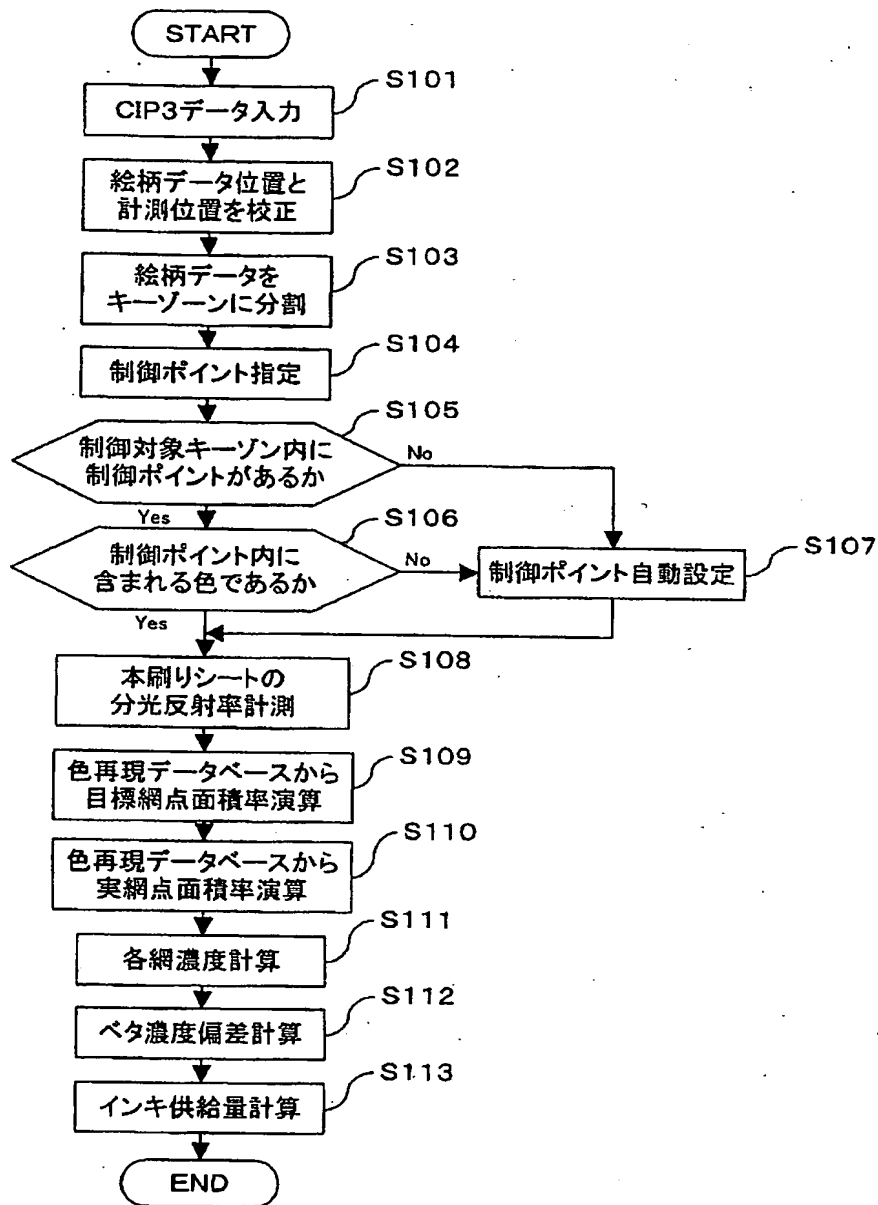 START
S101
CIP3データ入力
S102
絵柄データ位置と
計測位置を校正
S103
絵柄データを
キーゾーンに分割
S104
制御ポイント指定
S105
制御対象キーゾン内に
制御ポイントがあるか
No
Yes
S106
制御ポイント内に
含まれる色であるか
No
S107
制御ポイント自動設定
Yes
S108
本刷りシートの
分光反射率計測
S109
色再現データベースから
目標網点面積率演算
S110
色再現データベースから
実網点面積率演算
S111
各網濃度計算
S112
ベタ濃度偏差計算
S113
インキ供給量計算
END